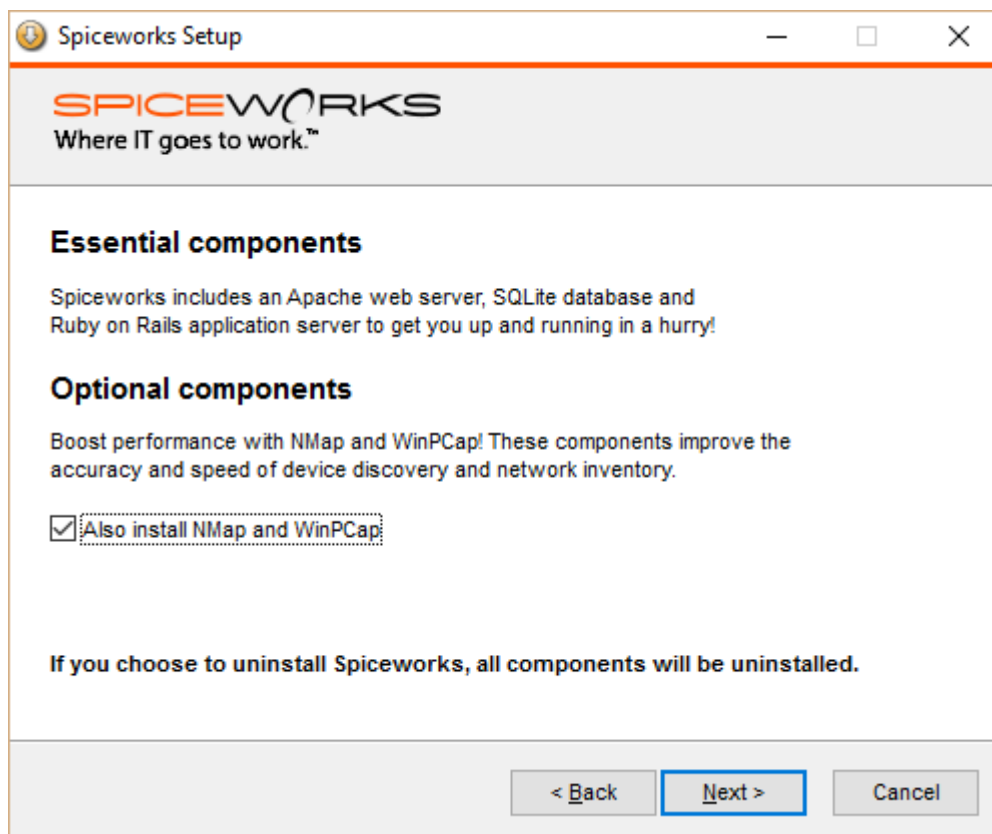 Spiceworks Setup
SPICEWORKS
Where IT goes to work.™
Essential components
Spiceworks includes an Apache web server, SQLite database and
Ruby on Rails application server to get you up and running in a hurry!
Optional components
Boost performance with NMap and WinPCap! These components improve the
accuracy and speed of device discovery and network inventory.
Also install NMap and WinPCap
If you choose to uninstall Spiceworks, all components will be uninstalled.
< Back Next > Cancel